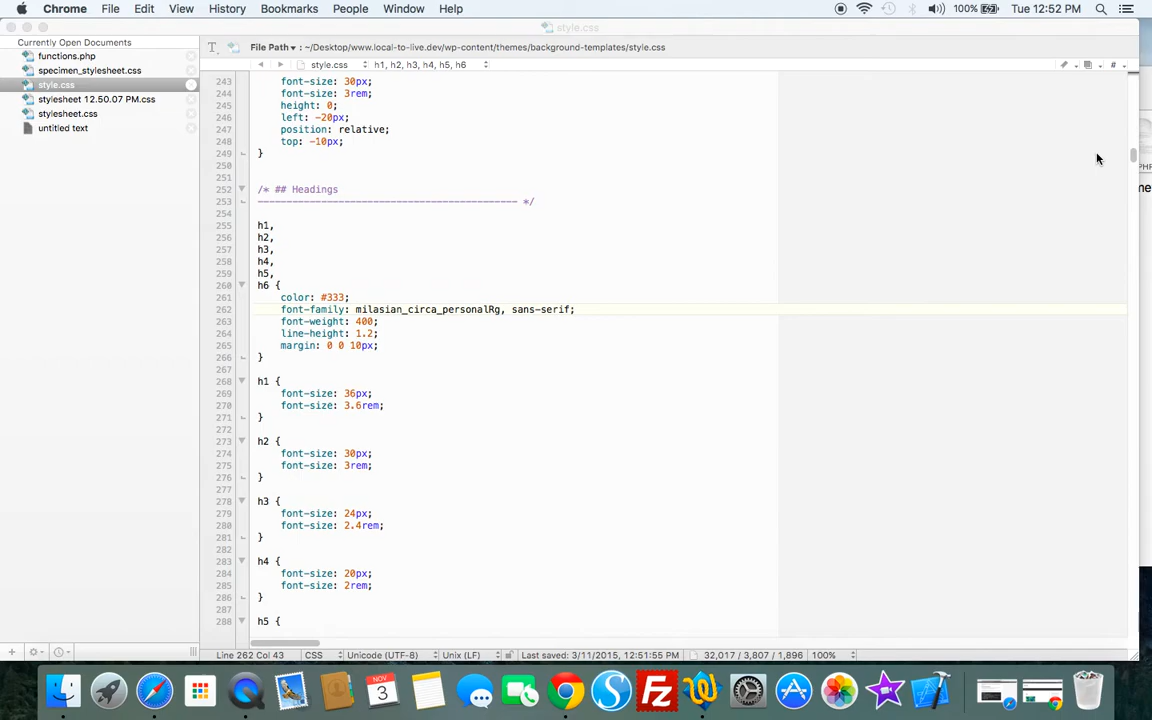 Chrome File Edit View History Bookmarks People Window Help 100% Tue 12:52 PM
style.css
Currently Open Documents
functions.php
specimen_stylesheet.css
style.css
stylesheet 12.50.07 PM.css
stylesheet.css
untitled text
File Path ▾ : ~/Desktop/www.local-to-live.dev/wp-content/themes/background-templates/style.css
style.css h1, h2, h3, h4, h5, h6 #
243 font-size: 30px;
244 font-size: 3rem;
245 height: 0;
246 left: -20px;
247 position: relative;
248 top: -10px;
249 }
250
251
252 /* ## Headings
253 --------------------------------------------- */
254
255 h1,
256 h2,
257 h3,
258 h4,
259 h5,
260 h6 {
261 color: #333;
262 font-family: milasian_circa_personalRg, sans-serif;
263 font-weight: 400;
264 line-height: 1.2;
265 margin: 0 0 10px;
266 }
267
268 h1 {
269 font-size: 36px;
270 font-size: 3.6rem;
271 }
272
273 h2 {
274 font-size: 30px;
275 font-size: 3rem;
276 }
277
278 h3 {
279 font-size: 24px;
280 font-size: 2.4rem;
281 }
282
283 h4 {
284 font-size: 20px;
285 font-size: 2rem;
286 }
287
288 h5 {
Line 262 Col 43 CSS Unicode (UTF-8) Unix (LF) Last saved: 3/11/2015, 12:51:55 PM 32,017 / 3,807 / 1,896 100%
NOV
3